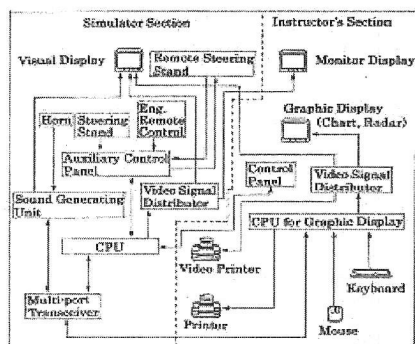 Simulator Section
Instructor's Section
Visual Display
Remote Steering
Stand
Monitor Display
Graphic Display
(Chart, Radar)
Horn
Steering
Stand
Eng.
Remote
Control
Auxiliary Control
Panel
Control
Panel
Video Signal
Distributor
Sound Generating
Unit
Video Signal
Distributor
CPU
CPU for Graphic Display
Video Printer
Keyboard
Multi-port
Transceiver
Printer
Mouse